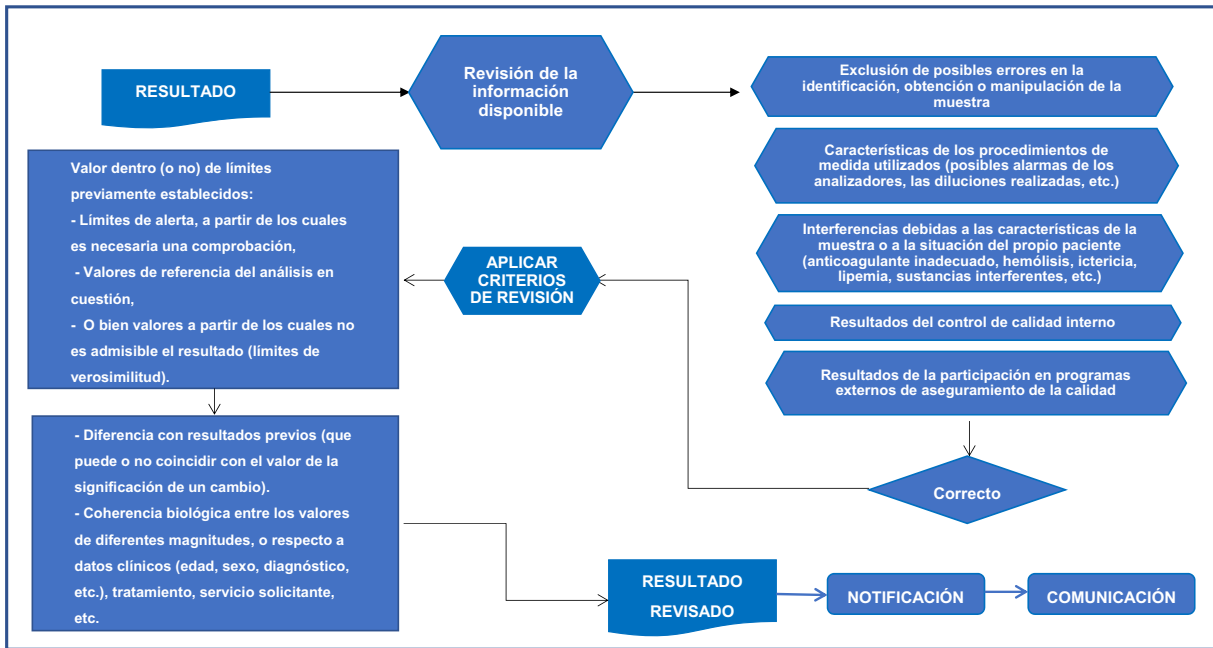 RESULTADO
Revisión de la
información
disponible
Exclusión de posibles errores en la
identificación, obtención o manipulación de la
muestra
Características de los procedimientos de
medida utilizados (posibles alarmas de los
analizadores, las diluciones realizadas, etc.)
Interferencias debidas a las características de la
muestra o a la situación del propio paciente
(anticoagulante inadecuado, hemólisis, ictericia,
lipemia, sustancias interferentes, etc.)
Resultados del control de calidad interno
Resultados de la participación en programas
externos de aseguramiento de la calidad
Correcto
APLICAR
CRITERIOS
DE REVISIÓN
Valor dentro (o no) de límites
previamente establecidos:
- Límites de alerta, a partir de los cuales
es necesaria una comprobación,
- Valores de referencia del análisis en
cuestión,
- O bien valores a partir de los cuales no
es admisible el resultado (límites de
verosimilitud).
- Diferencia con resultados previos (que
puede o no coincidir con el valor de la
significación de un cambio).
- Coherencia biológica entre los valores
de diferentes magnitudes, o respecto a
datos clínicos (edad, sexo, diagnóstico,
etc.), tratamiento, servicio solicitante,
etc.
RESULTADO
REVISADO
NOTIFICACIÓN
COMUNICACIÓN